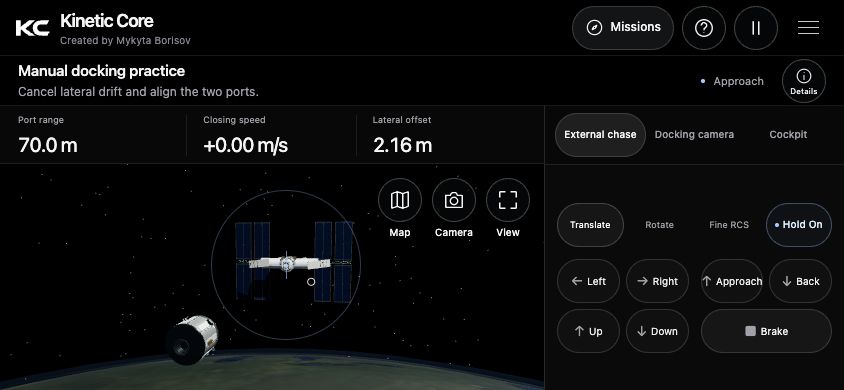 KC Kinetic Core
Created by Mykyta Borisov
Missions
Manual docking practice
Cancel lateral drift and align the two ports.
Approach
Details
Port range
70.0 m
Closing speed
+0.00 m/s
Lateral offset
2.16 m
External chase
Docking camera
Cockpit
Map
Camera
View
Translate
Rotate
Fine RCS
Hold On
Left
Right
Approach
Back
Up
Down
Brake